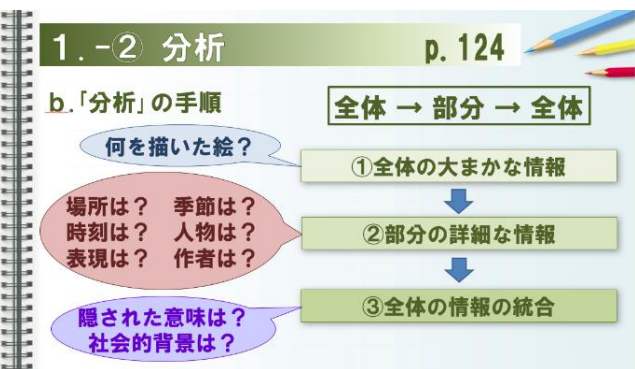 1.-② 分析 p.124
b.「分析」の手順
全体 → 部分 → 全体
何を描いた絵?
①全体の大まかな情報
場所は? 季節は?
時刻は? 人物は?
表現は? 作者は?
②部分の詳細な情報
隠された意味は?
社会的背景は?
③全体の情報の統合